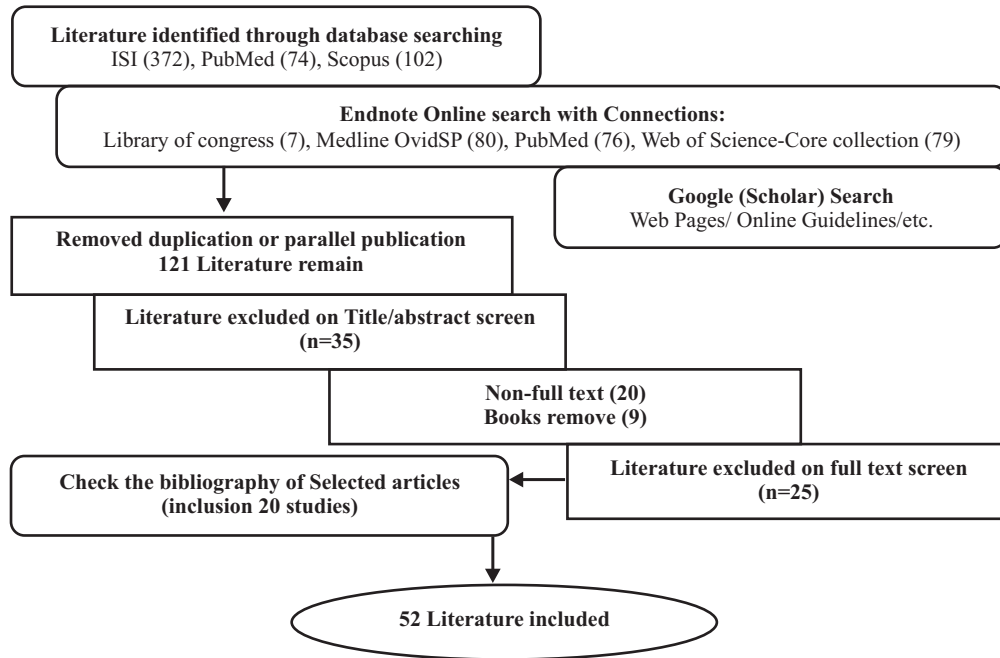 Literature identified through database searching
ISI (372), PubMed (74), Scopus (102)
Endnote Online search with Connections:
Library of congress (7), Medline OvidSP (80), PubMed (76), Web of Science-Core collection (79)
Google (Scholar) Search
Web Pages/ Online Guidelines/etc.
Removed duplication or parallel publication
121 Literature remain
Literature excluded on Title/abstract screen
(n=35)
Non-full text (20)
Books remove (9)
Literature excluded on full text screen
(n=25)
Check the bibliography of Selected articles
(inclusion 20 studies)
52 Literature included